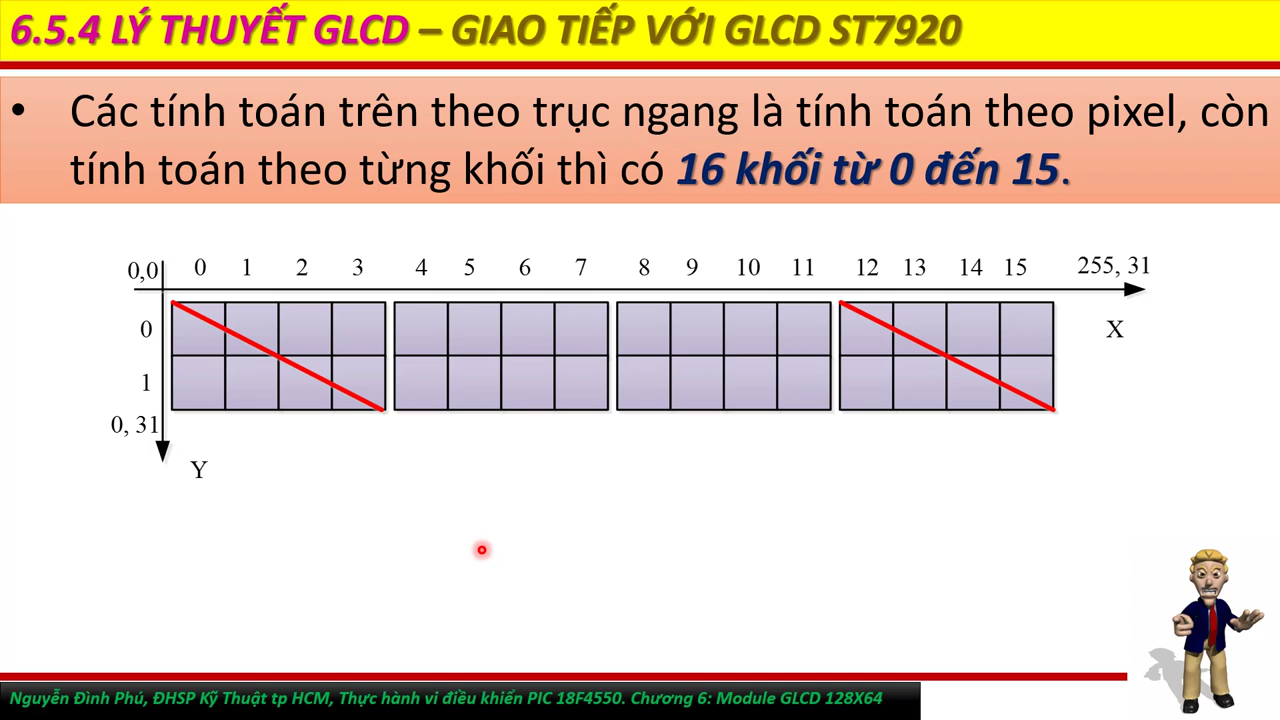 6.5.4 LÝ THUYẾT GLCD – GIAO TIẾP VỚI GLCD ST7920
• Các tính toán trên theo trục ngang là tính toán theo pixel, còn
tính toán theo từng khối thì có 16 khối từ 0 đến 15.
0,0 0 1 2 3 4 5 6 7 8 9 10 11 12 13 14 15 255, 31
0 X
1
0, 31
Y
Nguyễn Đình Phú, ĐHSP Kỹ Thuật tp HCM, Thực hành vi điều khiển PIC 18F4550. Chương 6: Module GLCD 128X64